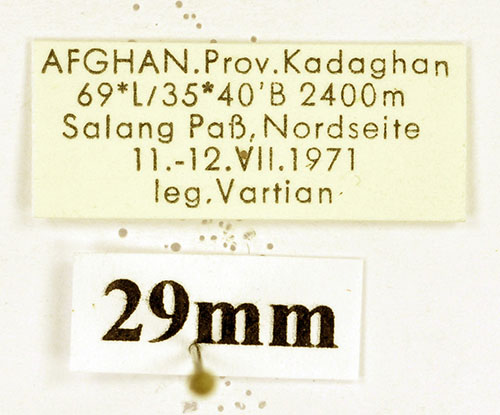 AFGHAN.Prov.Kadaghan
69*L/35*40'B 2400m
Salang Paß,Nordseite
11.-12.VII.1971
leg.Vartian
29mm